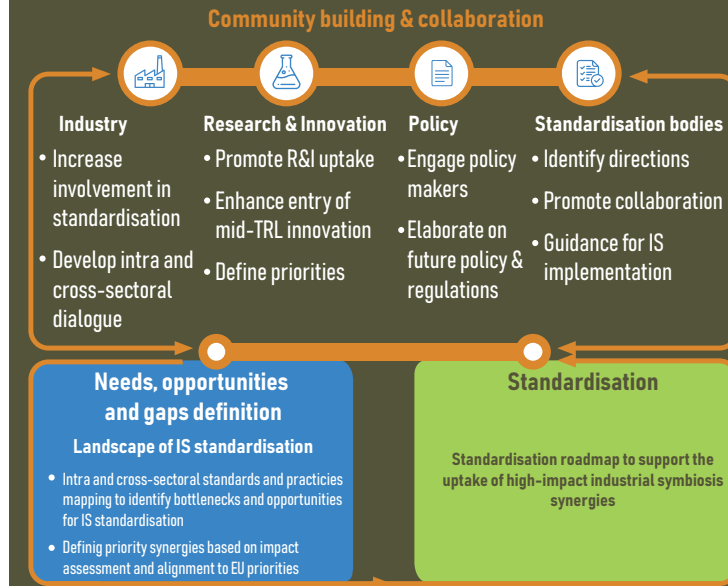 Community building & collaboration
Industry
• Increase
involvement in
standardisation
• Develop intra and
cross-sectoral
dialogue
Research & Innovation
• Promote R&I uptake
• Enhance entry of
mid-TRL innovation
• Define priorities
Policy
• Engage policy
makers
• Elaborate on
future policy &
regulations
Standardisation bodies
• Identify directions
• Promote collaboration
• Guidance for IS
implementation
Needs, opportunities
and gaps definition
Landscape of IS standardisation
• Intra and cross-sectoral standards and practicies
mapping to identify bottlenecks and opportunities
for IS standardisation
• Definig priority synergies based on impact
assessment and alignment to EU priorities
Standardisation
Standardisation roadmap to support the
uptake of high-impact industrial symbiosis
synergies